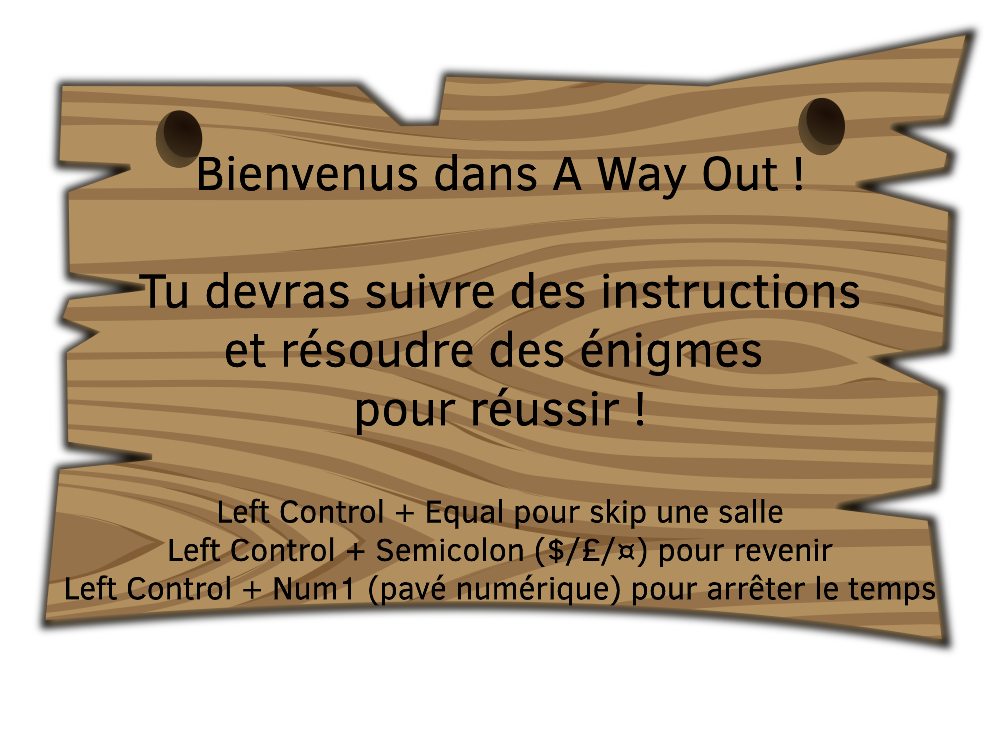 Bienvenus dans A Way Out !
Tu devras suivre des instructions
et résoudre des énigmes
pour réussir !
Left Control + Equal pour skip une salle
Left Control + Semicolon ($/£/¤) pour revenir
Left Control + Num1 (pavé numérique) pour arrêter le temps